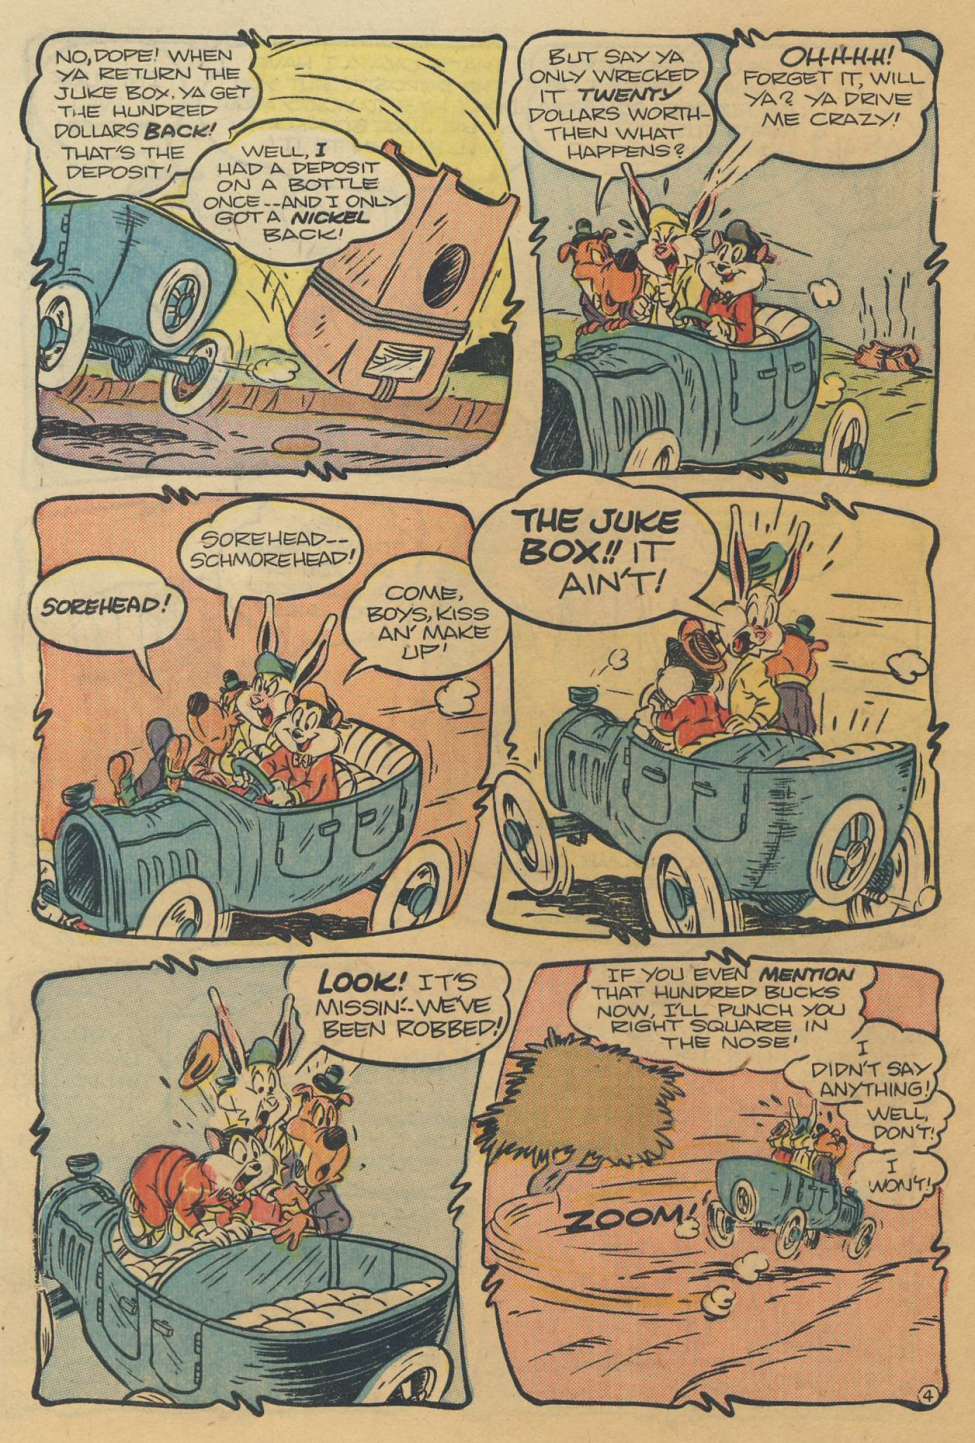 NO, DOPE! WHEN
YA RETURN THE
JUKE BOX, YA GET
THE HUNDRED
DOLLARS BACK!
THAT'S THE
DEPOSIT!
WELL, I
HAD A DEPOSIT
ON A BOTTLE
ONCE--AND I ONLY
GOT A NICKEL
BACK!
BUT SAY YA
ONLY WRECKED
IT TWENTY
DOLLARS WORTH-
THEN WHAT
HAPPENS?
OH-H-H-H!
FORGET IT, WILL
YA? YA DRIVE
ME CRAZY!
SOREHEAD!
SOREHEAD--
SCHMOREHEAD!
COME,
BOYS, KISS
AN' MAKE
UP!
THE JUKE
BOX!! IT
AIN'T!
LOOK! IT'S
MISSIN'-- WE'VE
BEEN ROBBED!
IF YOU EVEN MENTION
THAT HUNDRED BUCKS
NOW, I'LL PUNCH YOU
RIGHT SQUARE IN
THE NOSE!
I
DIDN'T SAY
ANYTHING!
WELL,
DON'T!
I
WON'T!
ZOOM!
4